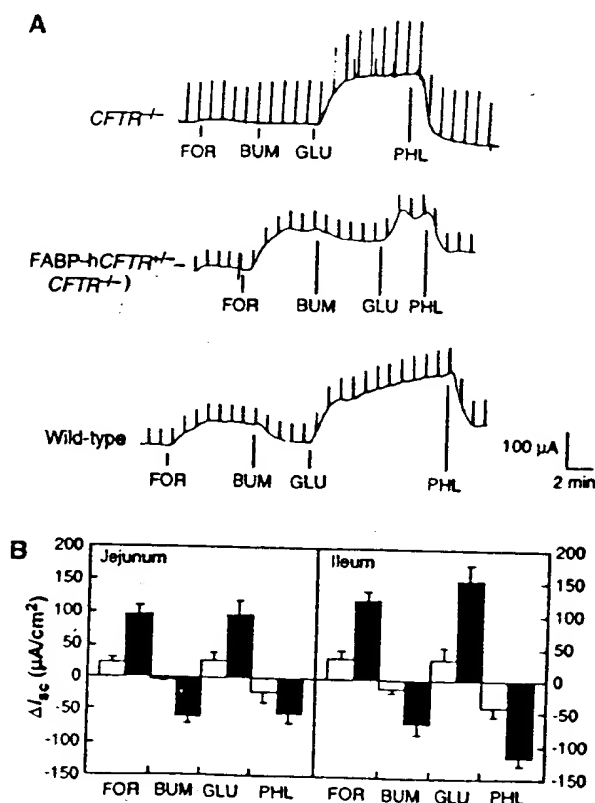 A
CFTR-/-
FOR BUM GLU PHL
FABP-hCFTR+/-
CFTR-/-)
FOR BUM GLU PHL
Wild-type
FOR BUM GLU PHL
100 µA
2 min
B
Jejunum
Ileum
ΔIsc (µA/cm²)
200
150
100
50
0
-50
-100
-150
200
150
100
50
0
-50
-100
-150
FOR BUM GLU PHL
FOR BUM GLU PHL